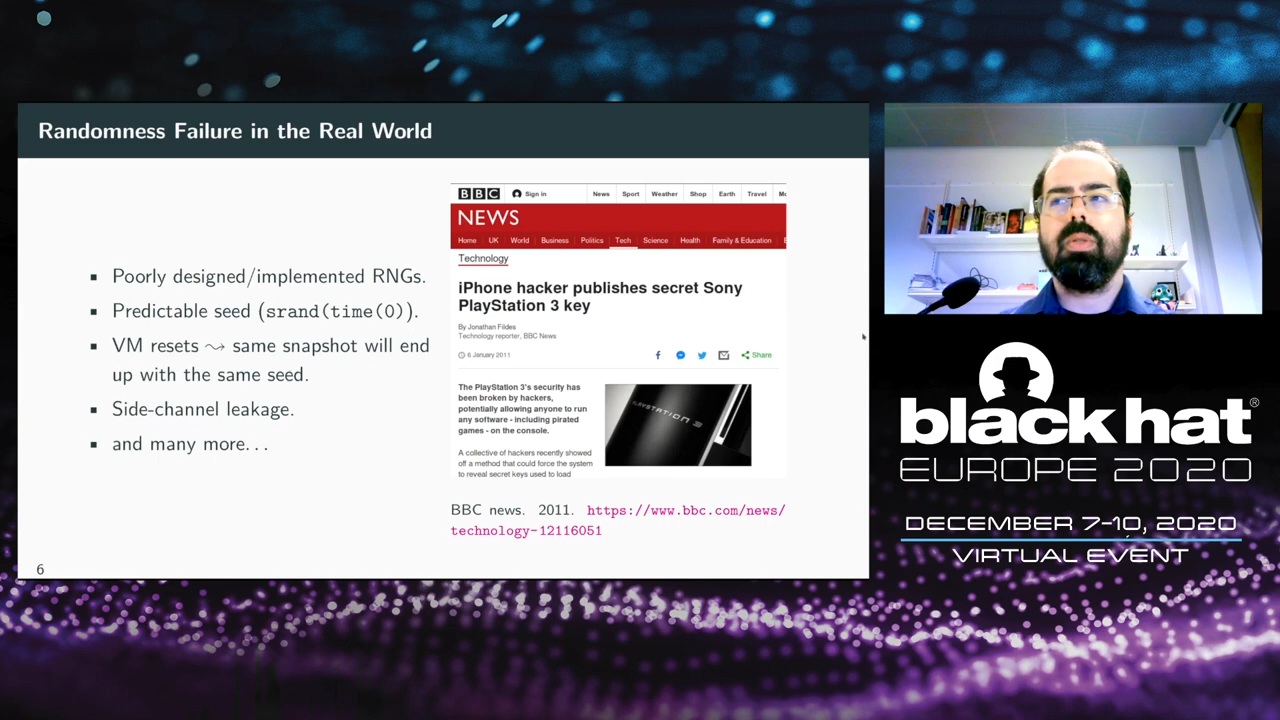 Randomness Failure in the Real World
▪ Poorly designed/implemented RNGs.
▪ Predictable seed (srand(time(0)).
▪ VM resets ⤳ same snapshot will end
up with the same seed.
▪ Side-channel leakage.
▪ and many more...
BBC Sign in News Sport Weather Shop Earth Travel
NEWS
Home UK World Business Politics Tech Science Health Family & Education
Technology
iPhone hacker publishes secret Sony
PlayStation 3 key
By Jonathan Fildes
Technology reporter, BBC News
6 January 2011 Share
The PlayStation 3's security has
been broken by hackers,
potentially allowing anyone to run
any software - including pirated
games - on the console.
A collective of hackers recently showed
off a method that could force the system
to reveal secret keys used to load
PLAYSTATION 3
BBC news. 2011. https://www.bbc.com/news/
technology-12116051
6
black hat®
EUROPE 2020
DECEMBER 7-10, 2020
VIRTUAL EVENT